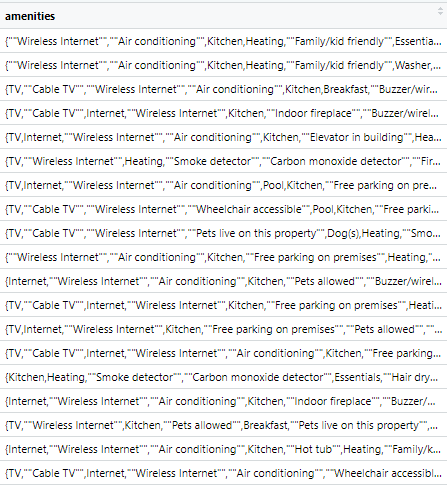 amenities
{""Wireless Internet"",""Air conditioning"",Kitchen,Heating,""Family/kid friendly"",Essentia...
{""Wireless Internet"",""Air conditioning"",Kitchen,Heating,""Family/kid friendly"",Washer,...
{TV,""Cable TV"",""Wireless Internet"",""Air conditioning"",Kitchen,Breakfast,""Buzzer/wir...
{TV,""Cable TV"",Internet,""Wireless Internet"",Kitchen,""Indoor fireplace"",""Buzzer/wirel...
{TV,Internet,""Wireless Internet"",""Air conditioning"",Kitchen,""Elevator in building"",Hea...
{TV,""Wireless Internet"",Heating,""Smoke detector"",""Carbon monoxide detector"",""Fir...
{TV,Internet,""Wireless Internet"",""Air conditioning"",Pool,Kitchen,""Free parking on pre...
{TV,""Cable TV"",""Wireless Internet"",""Wheelchair accessible"",Pool,Kitchen,""Free parki...
{TV,""Cable TV"",""Wireless Internet"",""Pets live on this property"",Dog(s),Heating,""Smo...
{""Wireless Internet"",""Air conditioning"",Kitchen,""Free parking on premises"",Heating,"...
{Internet,""Wireless Internet"",""Air conditioning"",Kitchen,""Pets allowed"",""Buzzer/wirel...
{TV,""Cable TV"",Internet,""Wireless Internet"",Kitchen,""Free parking on premises"",Heati...
{TV,Internet,""Wireless Internet"",Kitchen,""Free parking on premises"",""Pets allowed"",""...
{TV,""Cable TV"",Internet,""Wireless Internet"",""Air conditioning"",Kitchen,""Free parking...
{Kitchen,Heating,""Smoke detector"",""Carbon monoxide detector"",Essentials,""Hair dry...
{Internet,""Wireless Internet"",""Air conditioning"",Kitchen,""Indoor fireplace"",""Buzzer/...
{TV,""Wireless Internet"",Kitchen,""Pets allowed"",Breakfast,""Pets live on this property"",...
{Internet,""Wireless Internet"",""Air conditioning"",Kitchen,""Hot tub"",Heating,""Family/k...
{TV,""Cable TV"",Internet,""Wireless Internet"",""Air conditioning"",""Wheelchair accessibl...